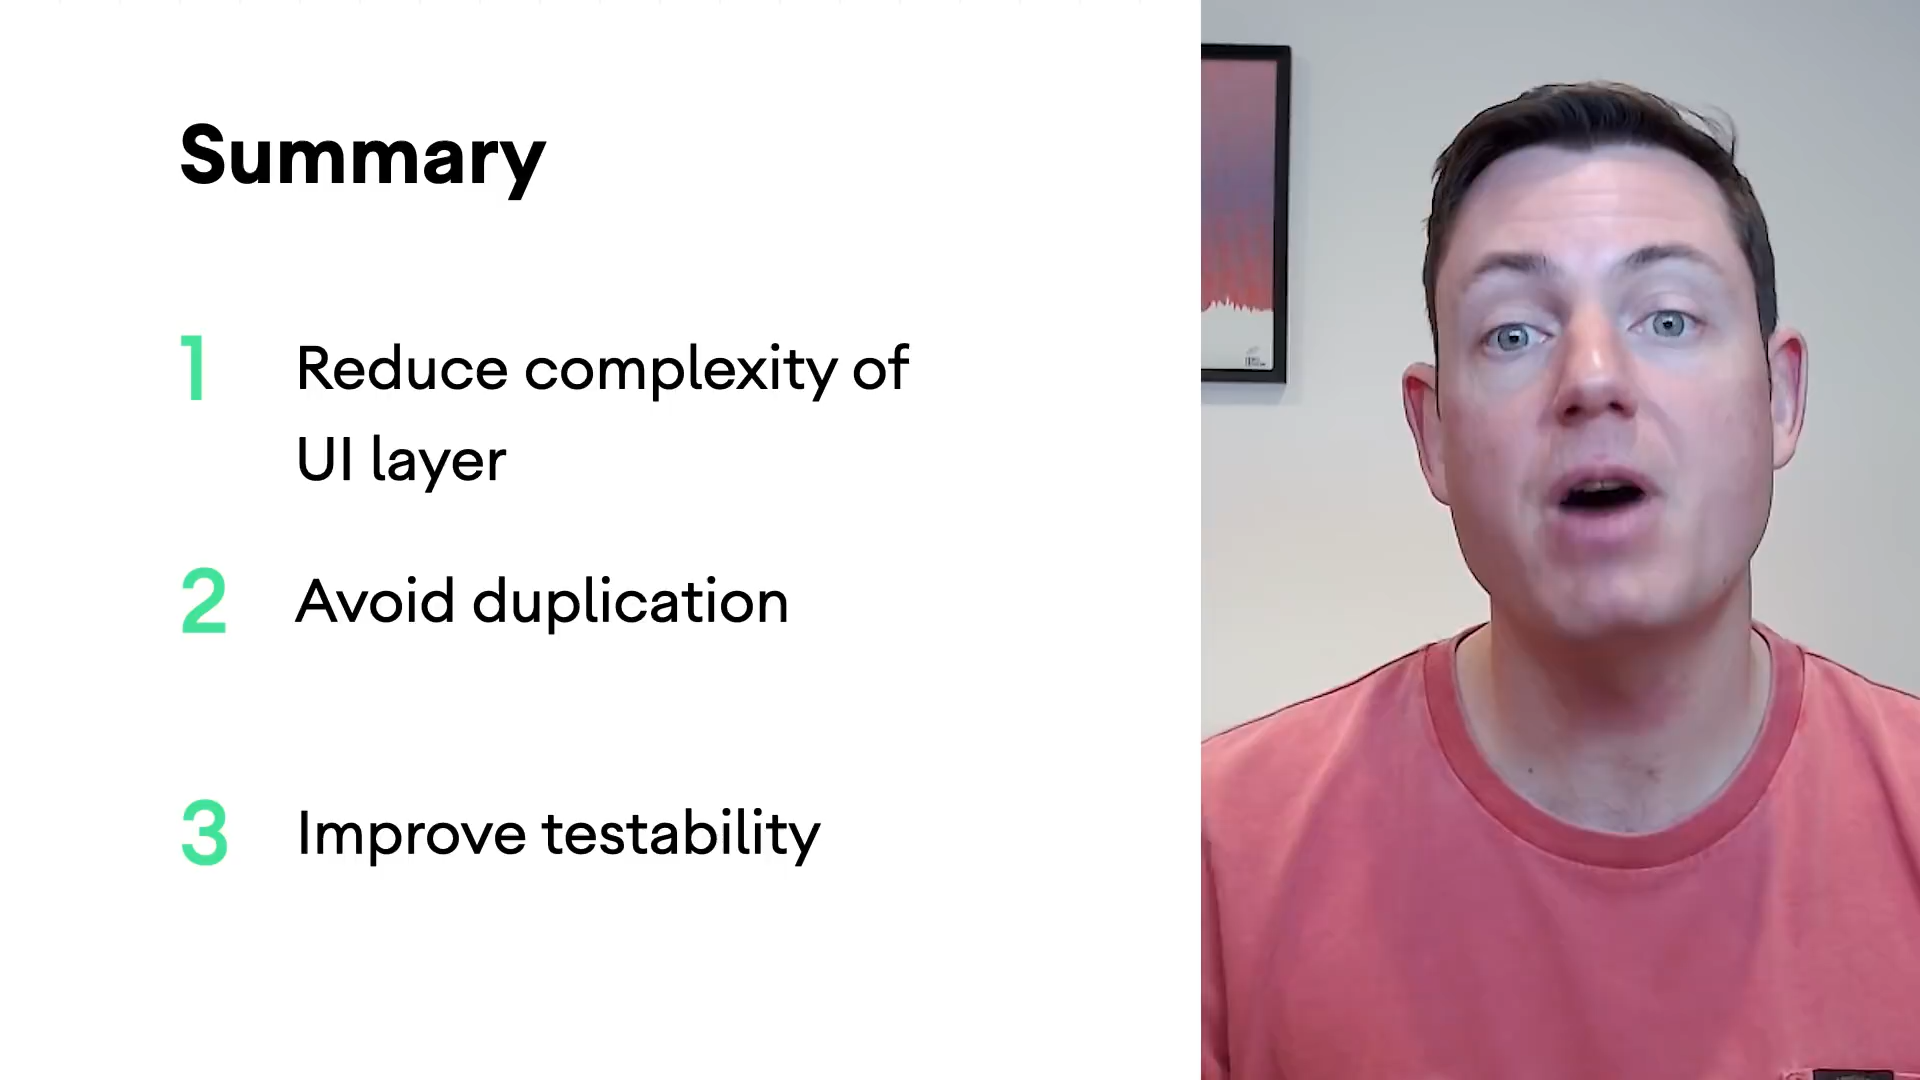 Summary
1 Reduce complexity of
UI layer
2 Avoid duplication
3 Improve testability